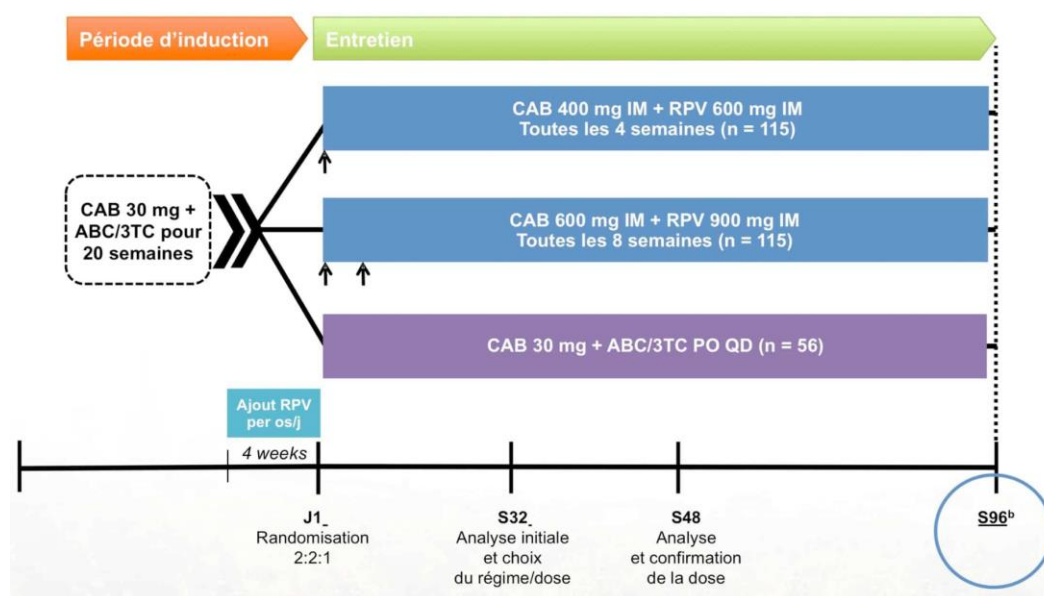 Période d'induction
Entretien
CAB 400 mg IM + RPV 600 mg IM
Toutes les 4 semaines (n = 115)
CAB 30 mg +
ABC/3TC pour
20 semaines
CAB 600 mg IM + RPV 900 mg IM
Toutes les 8 semaines (n = 115)
CAB 30 mg + ABC/3TC PO QD (n = 56)
Ajout RPV
per os/j
4 weeks
J1
Randomisation
2:2:1
S32
Analyse initiale
et choix
du régime/dose
S48
Analyse
et confirmation
de la dose
S96ᵇ